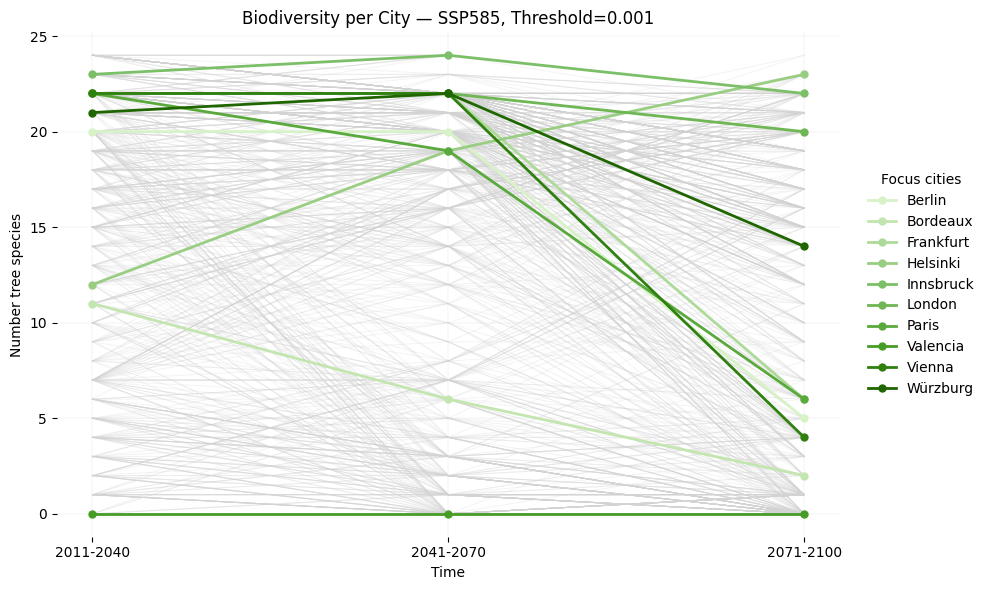 Biodiversity per City — SSP585, Threshold=0.001
Number tree species
25
20
15
10
5
0
2011-2040
2041-2070
2071-2100
Time
Focus cities
Berlin
Bordeaux
Frankfurt
Helsinki
Innsbruck
London
Paris
Valencia
Vienna
Würzburg